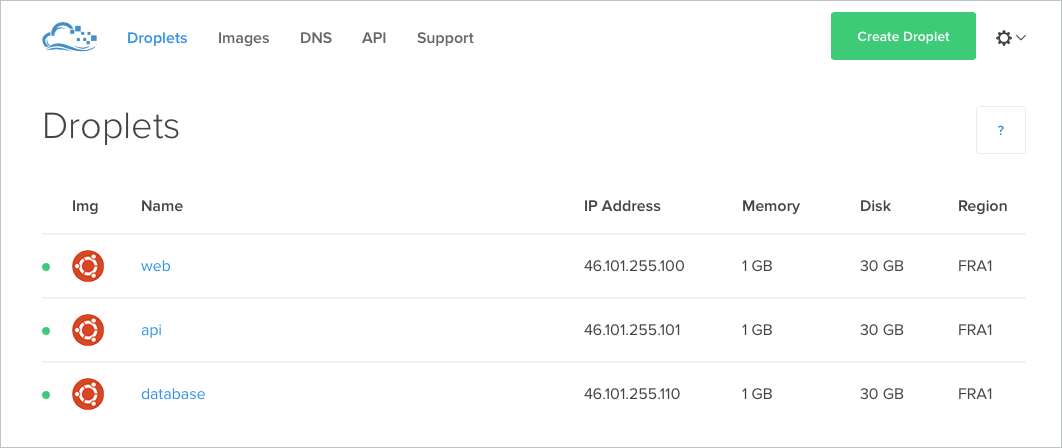 Droplets Images DNS API Support Create Droplet
Droplets ?
Img Name IP Address Memory Disk Region
web 46.101.255.100 1 GB 30 GB FRA1
api 46.101.255.101 1 GB 30 GB FRA1
database 46.101.255.110 1 GB 30 GB FRA1